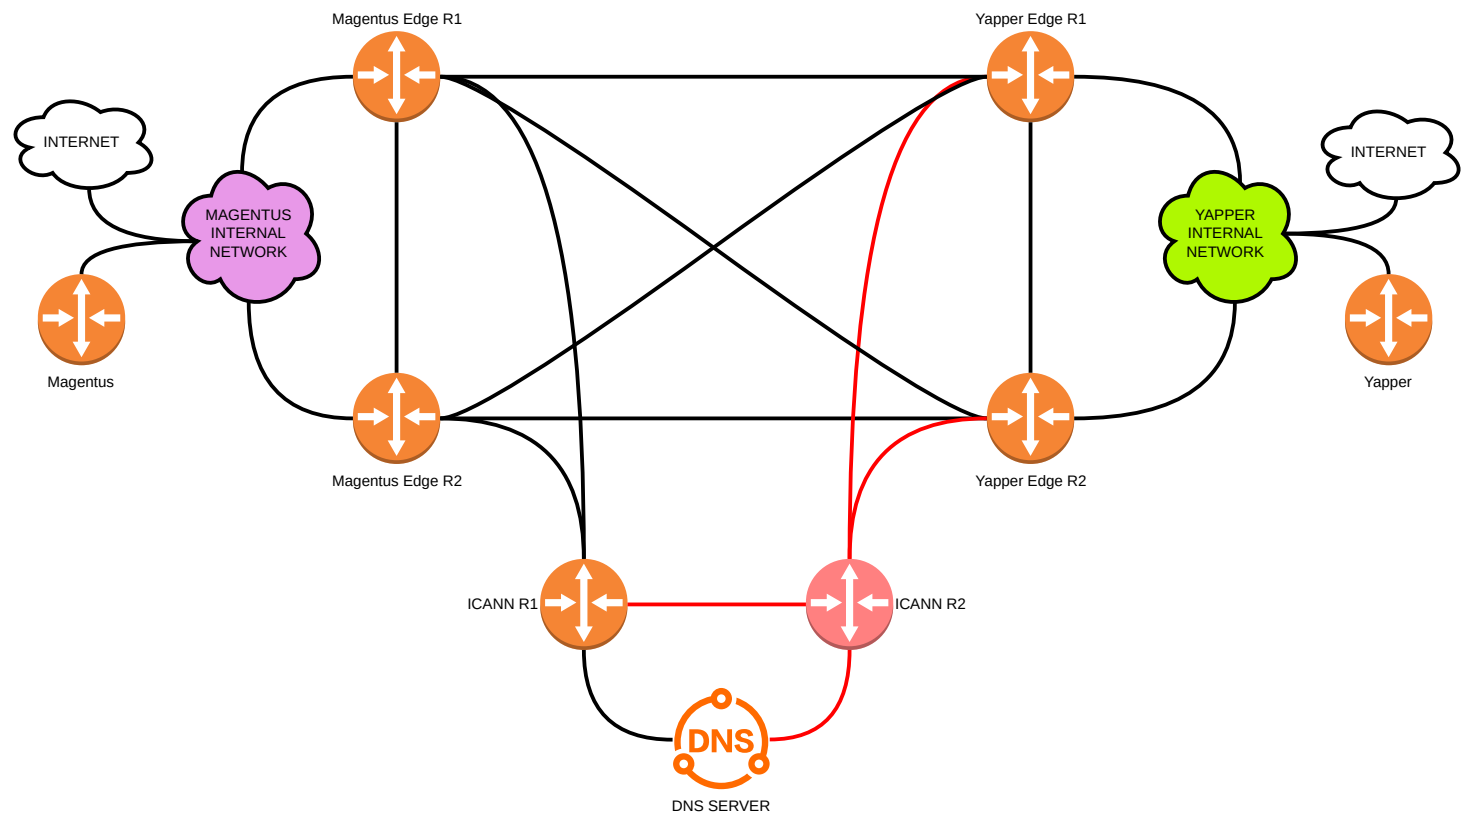 Magentus Edge R1
Yapper Edge R1
INTERNET
INTERNET
MAGENTUS
INTERNAL
NETWORK
YAPPER
INTERNAL
NETWORK
Magentus
Yapper
Magentus Edge R2
Yapper Edge R2
ICANN R1
ICANN R2
DNS
DNS SERVER